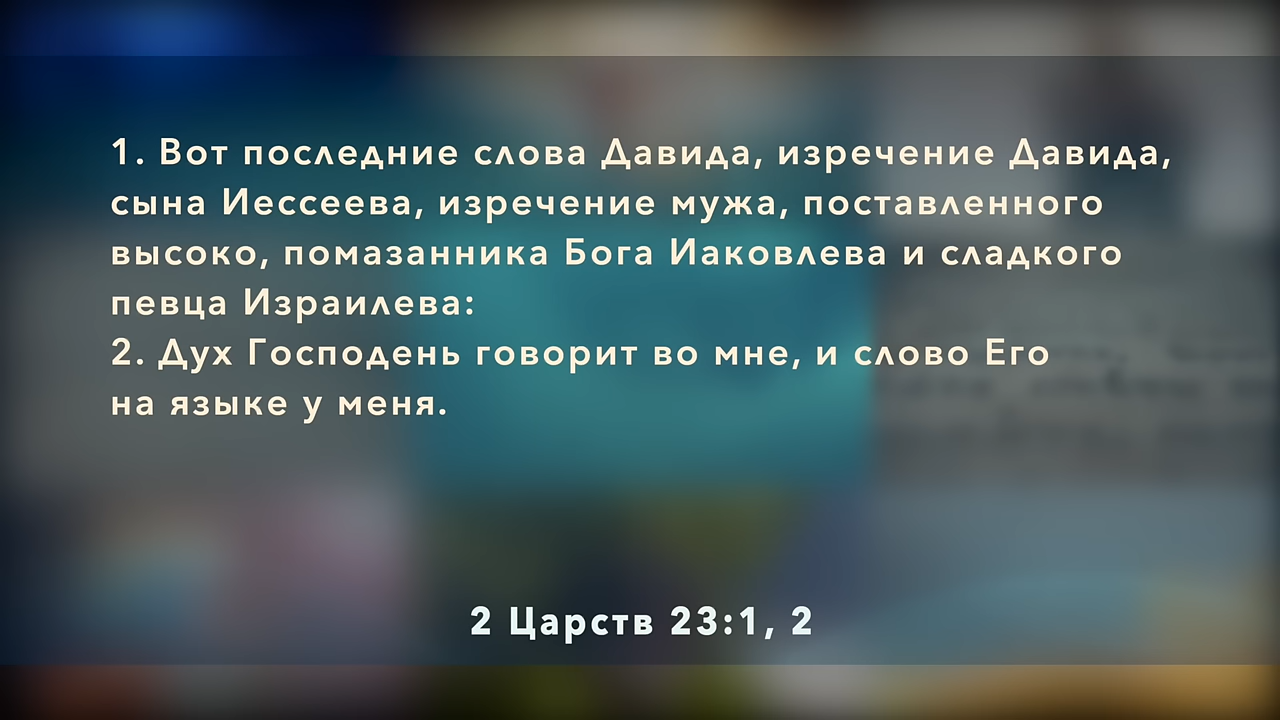 1. Вот последние слова Давида, изречение Давида,
сына Иессеева, изречение мужа, поставленного
высоко, помазанника Бога Иаковлева и сладкого
певца Израилева:
2. Дух Господень говорит во мне, и слово Его
на языке у меня.
2 Царств 23:1, 2